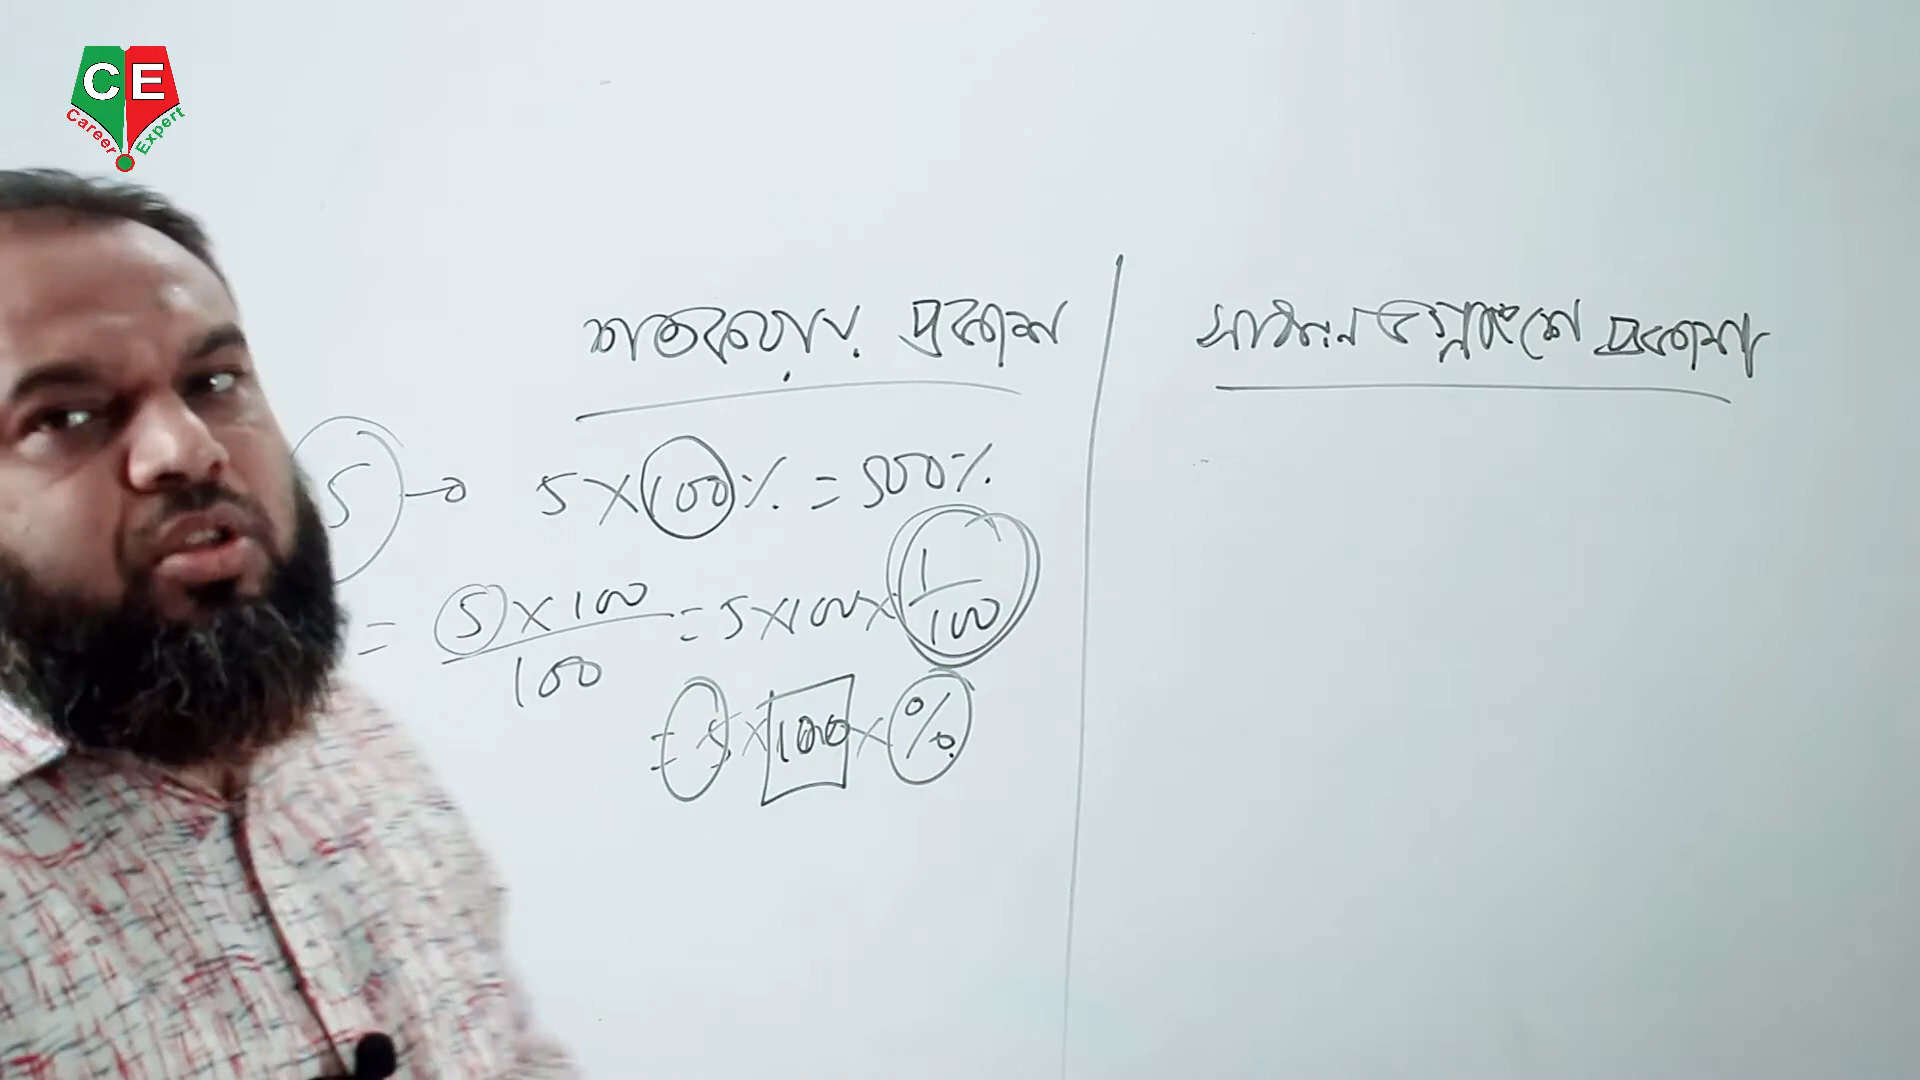 CE
Career Expert
শতকরায় প্রকাশ
সাধারন ভগ্নাংশে প্রকাশ
5 → 5 × 100% = 500%
= 5 × 100 / 100 = 5 × 100 × 1/100
= 5 × 100 × %